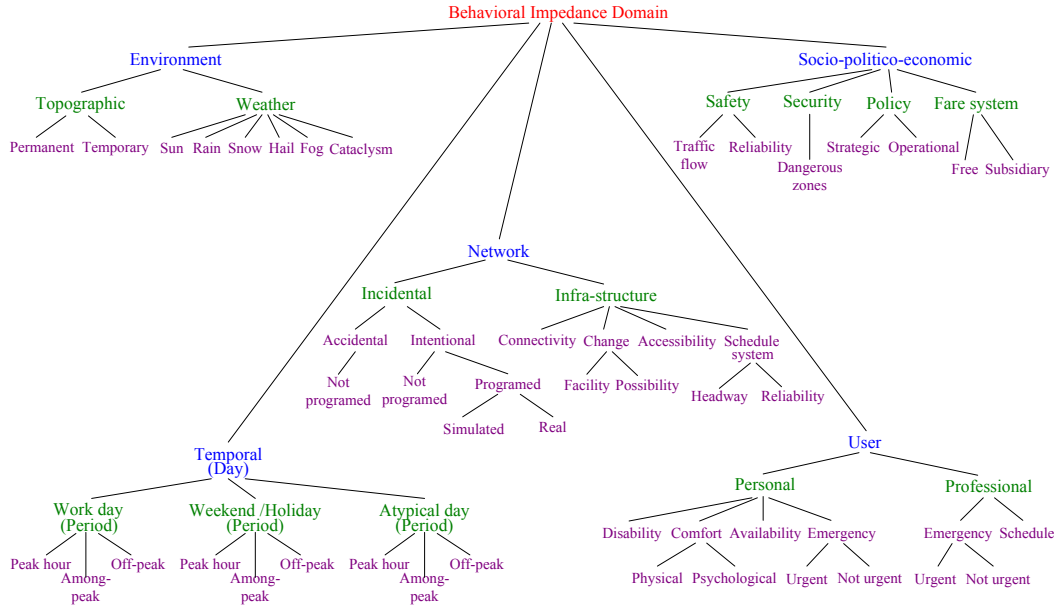 Behavioral Impedance Domain
Environment
Socio-politico-economic
Topographic
Weather
Safety
Security
Policy
Fare system
Permanent
Temporary
Sun
Rain
Snow
Hail
Fog
Cataclysm
Traffic
flow
Reliability
Dangerous
zones
Strategic
Operational
Free
Subsidiary
Network
Incidental
Infra-structure
Accidental
Intentional
Connectivity
Change
Accessibility
Schedule
system
Not
programed
Not
programed
Programed
Facility
Possibility
Headway
Reliability
Simulated
Real
Temporal
(Day)
User
Work day
(Period)
Weekend /Holiday
(Period)
Atypical day
(Period)
Personal
Professional
Peak hour
Among-
peak
Off-peak
Peak hour
Among-
peak
Off-peak
Peak hour
Among-
peak
Off-peak
Disability
Comfort
Availability
Emergency
Emergency
Schedule
Physical
Psychological
Urgent
Not urgent
Urgent
Not urgent